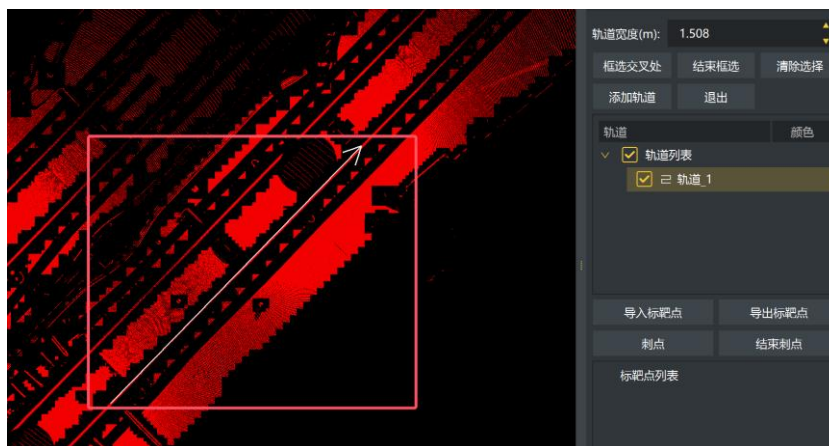 轨道宽度(m): 1.508
框选交叉处 结束框选 清除选择
添加轨道 退出
轨道 颜色
轨道列表
轨道_1
导入标靶点 导出标靶点
刺点 结束刺点
标靶点列表